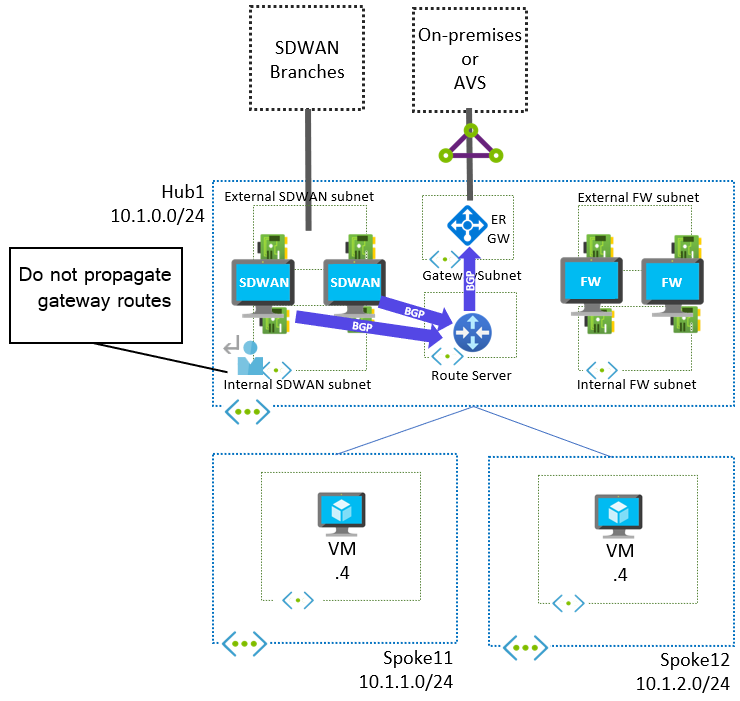 SDWAN
Branches
On-premises
or
AVS
Hub1
10.1.0.0/24
External SDWAN subnet
ER
GW
External FW subnet
Do not propagate
gateway routes
SDWAN
SDWAN
FW
FW
GatewaySubnet
BGP
BGP
BGP
Route Server
Internal SDWAN subnet
Internal FW subnet
VM
.4
VM
.4
Spoke11
10.1.1.0/24
Spoke12
10.1.2.0/24